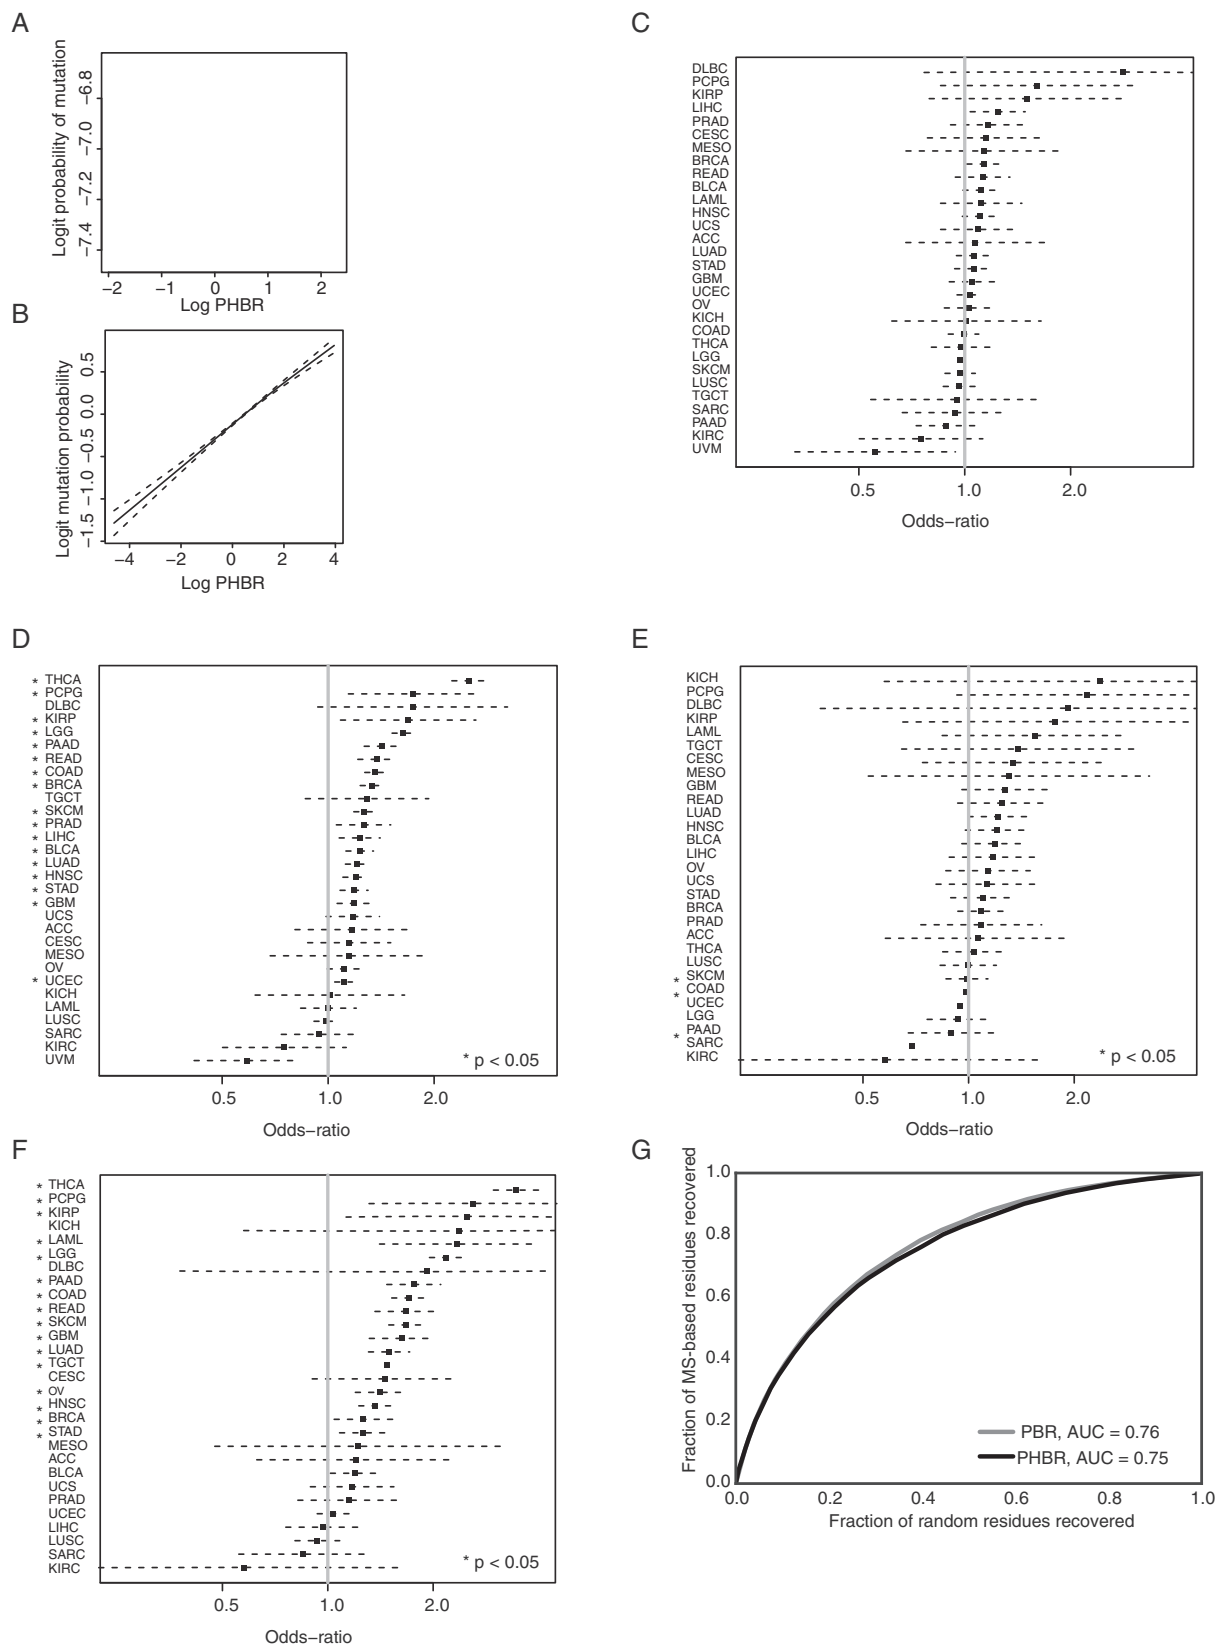 A
Logit probability of mutation
−6.8
−7.0
−7.2
−7.4
−2 −1 0 1 2
Log PHBR
B
Logit mutation probability
0.5
0.0
−0.5
−1.0
−1.5
−4 −2 0 2 4
Log PHBR
C
DLBC
PCPG
KIRP
LIHC
PRAD
CESC
MESO
BRCA
READ
BLCA
LAML
HNSC
UCS
ACC
LUAD
STAD
GBM
UCEC
OV
KICH
COAD
THCA
LGG
SKCM
LUSC
TGCT
SARC
PAAD
KIRC
UVM
0.5 1.0 2.0
Odds−ratio
D
* THCA
* PCPG
DLBC
* KIRP
* LGG
* PAAD
* READ
* COAD
* BRCA
TGCT
* SKCM
* PRAD
* LIHC
* BLCA
* LUAD
* HNSC
* STAD
* GBM
UCS
ACC
CESC
MESO
OV
* UCEC
KICH
LAML
LUSC
SARC
KIRC
UVM
* p < 0.05
0.5 1.0 2.0
Odds−ratio
E
KICH
PCPG
DLBC
KIRP
LAML
TGCT
CESC
MESO
GBM
READ
LUAD
HNSC
BLCA
LIHC
OV
UCS
STAD
BRCA
PRAD
ACC
THCA
LUSC
* SKCM
* COAD
UCEC
LGG
* PAAD
SARC
KIRC
* p < 0.05
0.5 1.0 2.0
Odds−ratio
F
* THCA
* PCPG
* KIRP
KICH
* LAML
* LGG
DLBC
* PAAD
* COAD
* READ
* SKCM
* GBM
* LUAD
* TGCT
CESC
* OV
* HNSC
* BRCA
* STAD
MESO
ACC
BLCA
UCS
PRAD
UCEC
LIHC
LUSC
SARC
KIRC
* p < 0.05
0.5 1.0 2.0
Odds−ratio
G
Fraction of MS-based residues recovered
1.0
0.8
0.6
0.4
0.2
0.0
PBR, AUC = 0.76
PHBR, AUC = 0.75
0.0 0.2 0.4 0.6 0.8 1.0
Fraction of random residues recovered